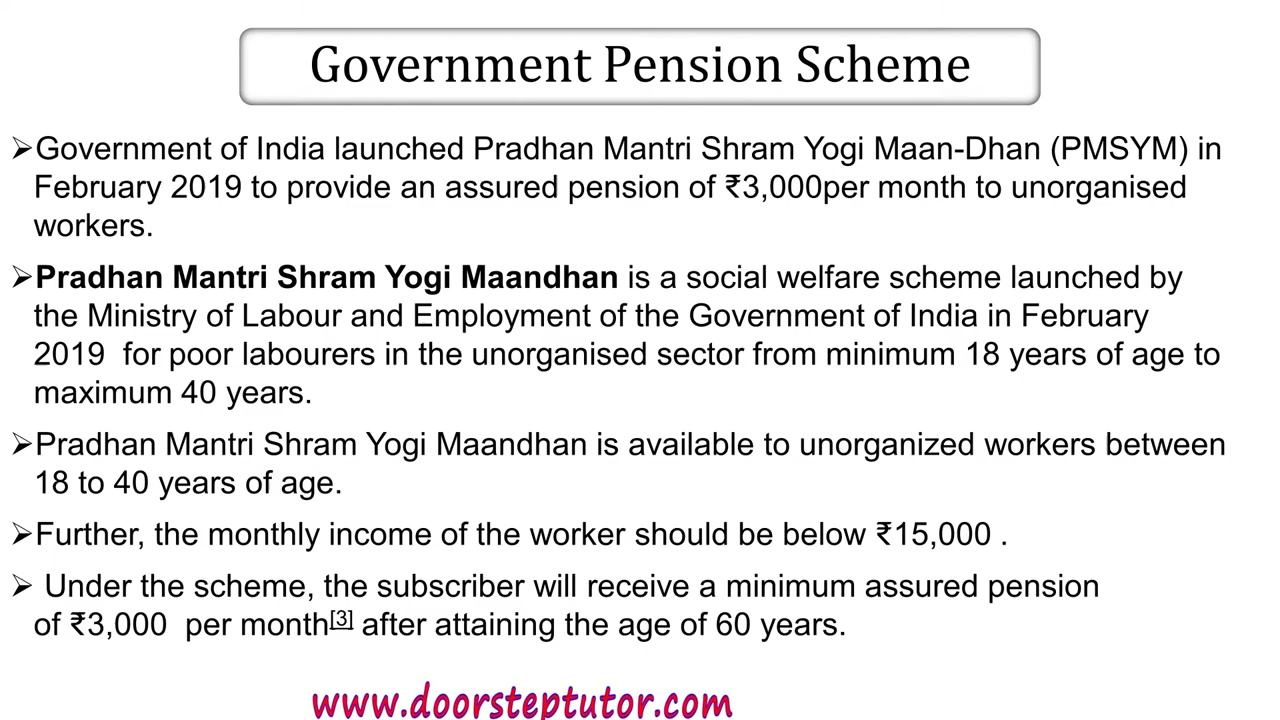 Government Pension Scheme
➢Government of India launched Pradhan Mantri Shram Yogi Maan-Dhan (PMSYM) in
February 2019 to provide an assured pension of ₹3,000per month to unorganised
workers.
➢Pradhan Mantri Shram Yogi Maandhan is a social welfare scheme launched by
the Ministry of Labour and Employment of the Government of India in February
2019 for poor labourers in the unorganised sector from minimum 18 years of age to
maximum 40 years.
➢Pradhan Mantri Shram Yogi Maandhan is available to unorganized workers between
18 to 40 years of age.
➢Further, the monthly income of the worker should be below ₹15,000 .
➢ Under the scheme, the subscriber will receive a minimum assured pension
of ₹3,000 per month[3] after attaining the age of 60 years.
www.doorsteptutor.com